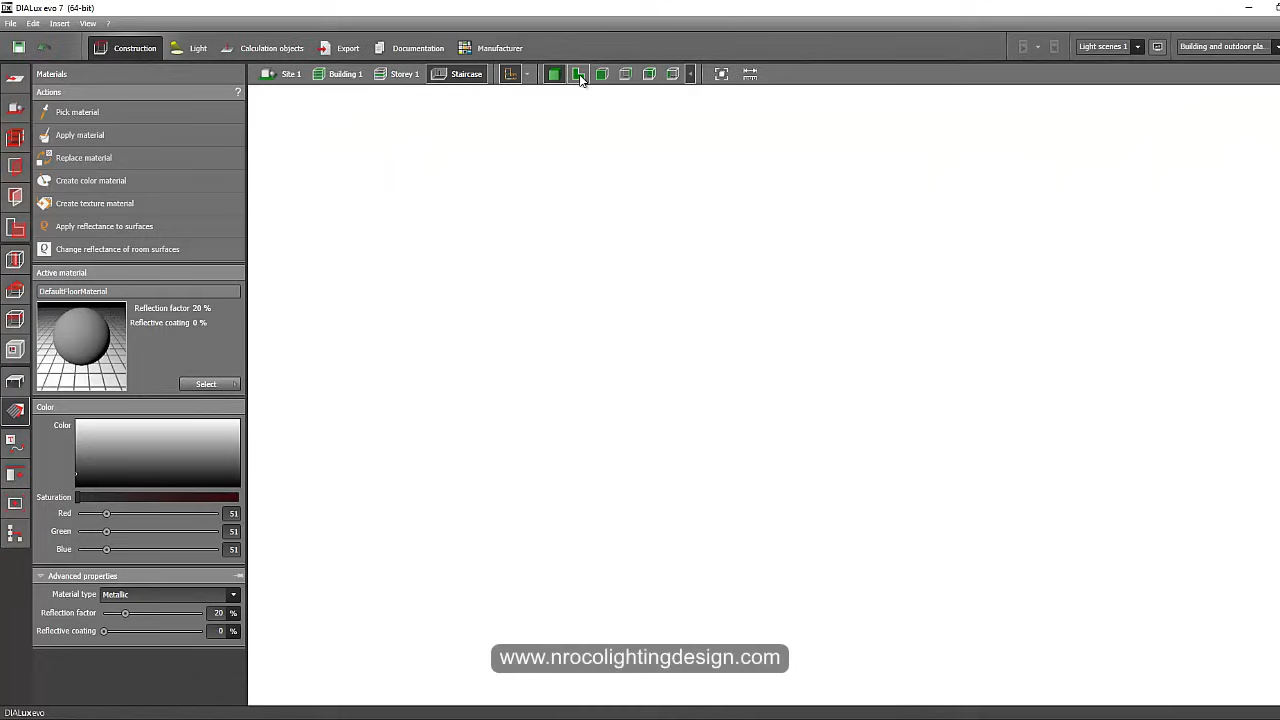 DIALux evo 7 (64-bit)
File Edit Insert View ?
Construction Light Calculation objects Export Documentation Manufacturer Light scenes 1 Building and outdoor pla..
Materials Site 1 Building 1 Storey 1 Staircase
Actions ?
Pick material
Apply material
Replace material
Create color material
Create texture material
Apply reflectance to surfaces
Change reflectance of room surfaces
Active material
DefaultFloorMaterial
Reflection factor 20 %
Reflective coating 0 %
Select
Color
Color
Saturation
Red 51
Green 51
Blue 51
Advanced properties
Material type Metallic
Reflection factor 20 %
Reflective coating 0 %
www.nrocolightingdesign.com
DIALux evo